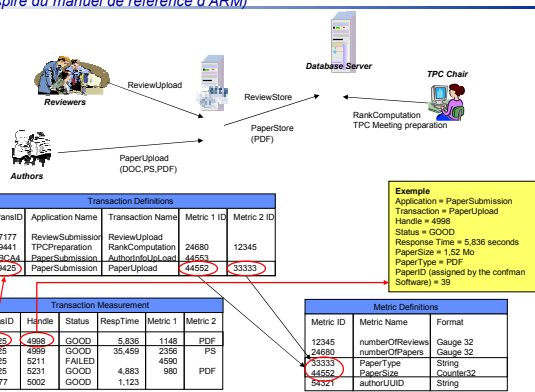 spiré du manuel de référence d'ARM)
Database Server
TPC Chair
Reviewers
ReviewUpload
ReviewStore
RankComputation
TPC Meeting preparation
PaperStore
(PDF)
Authors
PaperUpload
(DOC,PS,PDF)
Exemple
Application = PaperSubmission
Transaction = PaperUpload
Handle = 4998
Status = GOOD
Response Time = 5,836 seconds
PaperSize = 1,52 Mo
PaperType = PDF
PaperID (assigned by the confman
Software) = 39
Transaction Definitions
ransID Application Name Transaction Name Metric 1 ID Metric 2 ID
7177 ReviewSubmission ReviewUpload
9441 TPCPreparation RankComputation 24680 12345
BCA4 PaperSubmission AuthorInfoUpLoad 44553
9425 PaperSubmission PaperUpload 44552 33333
Transaction Measurement
nsID Handle Status RespTime Metric 1 Metric 2
25 4998 GOOD 5,836 1148 PDF
25 4999 GOOD 35,459 2356 PS
25 5211 FAILED 4590
25 5231 GOOD 4,883 980 PDF
77 5002 GOOD 1,123
Metric Definitions
Metric ID Metric Name Format
12345 numberOfReviews Gauge 32
24680 numberOfPapers Gauge 32
33333 PaperType String
44552 PaperSize Counter32
54321 authorUUID String